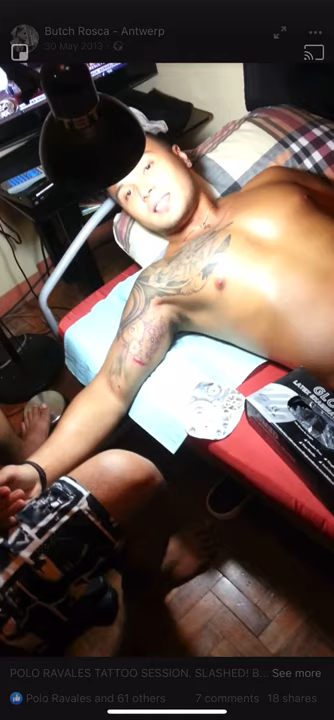 Butch Rosca - Antwerp
30 May 2013 ·
POLO RAVALES TATTOO SESSION. SLASHED! B... See more
Polo Ravales and 61 others 7 comments 18 shares